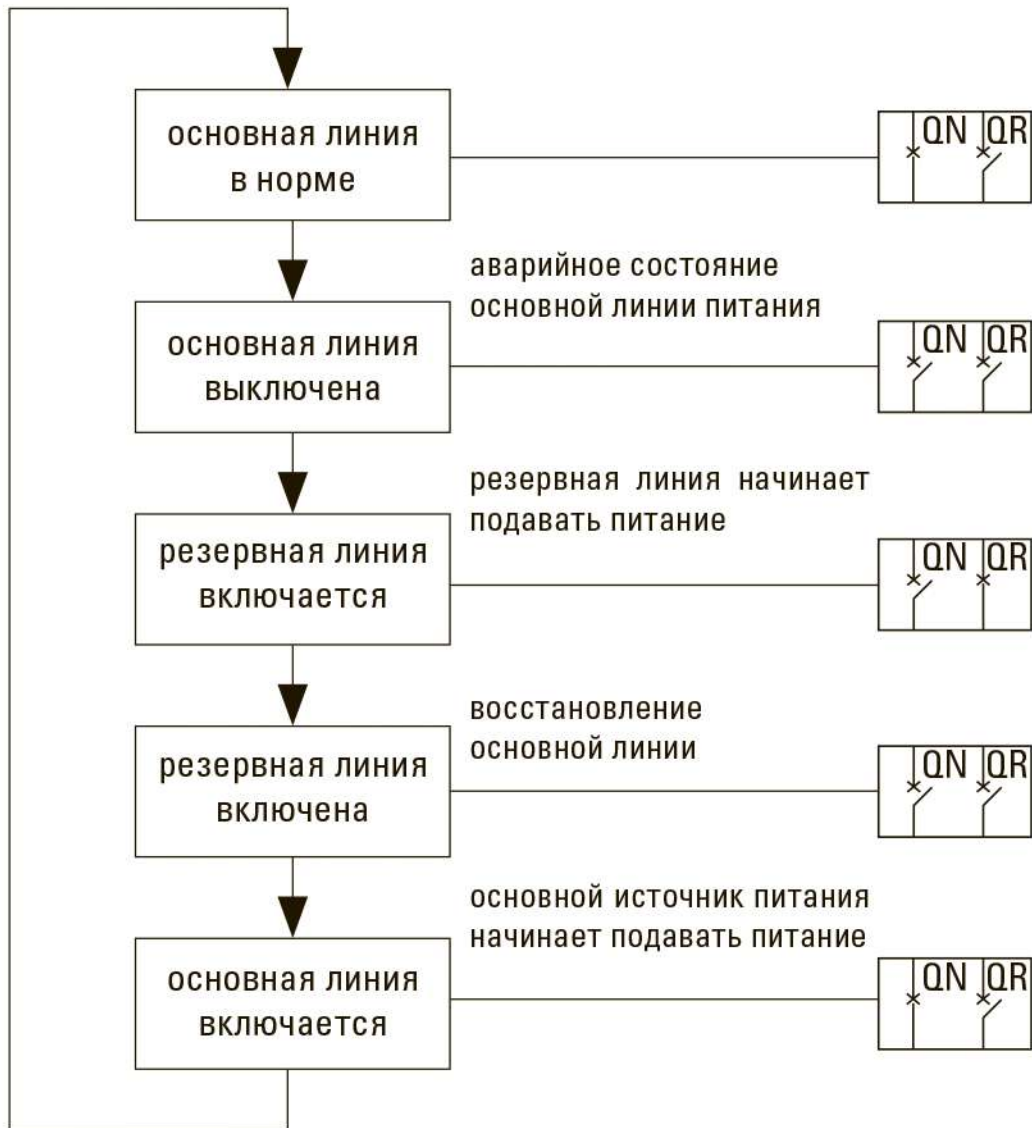 основная линия
в норме
QN QR
аварийное состояние
основной линии питания
основная линия
выключена
QN QR
резервная линия начинает
подавать питание
резервная линия
включается
QN QR
восстановление
основной линии
резервная линия
включена
QN QR
основной источник питания
начинает подавать питание
основная линия
включается
QN QR